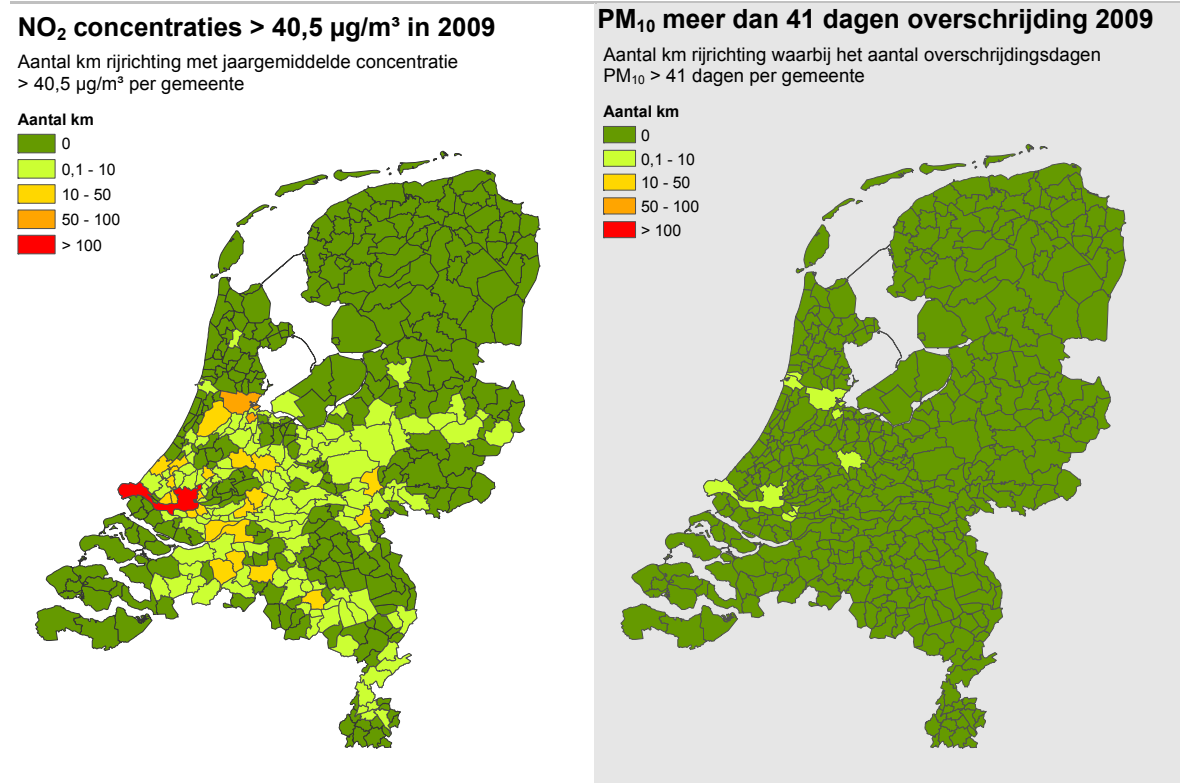 NO₂ concentraties > 40,5 µg/m³ in 2009
Aantal km rijrichting met jaargemiddelde concentratie
> 40,5 µg/m³ per gemeente
Aantal km
0
0,1 - 10
10 - 50
50 - 100
> 100
PM₁₀ meer dan 41 dagen overschrijding 2009
Aantal km rijrichting waarbij het aantal overschrijdingsdagen
PM₁₀ > 41 dagen per gemeente
Aantal km
0
0,1 - 10
10 - 50
50 - 100
> 100